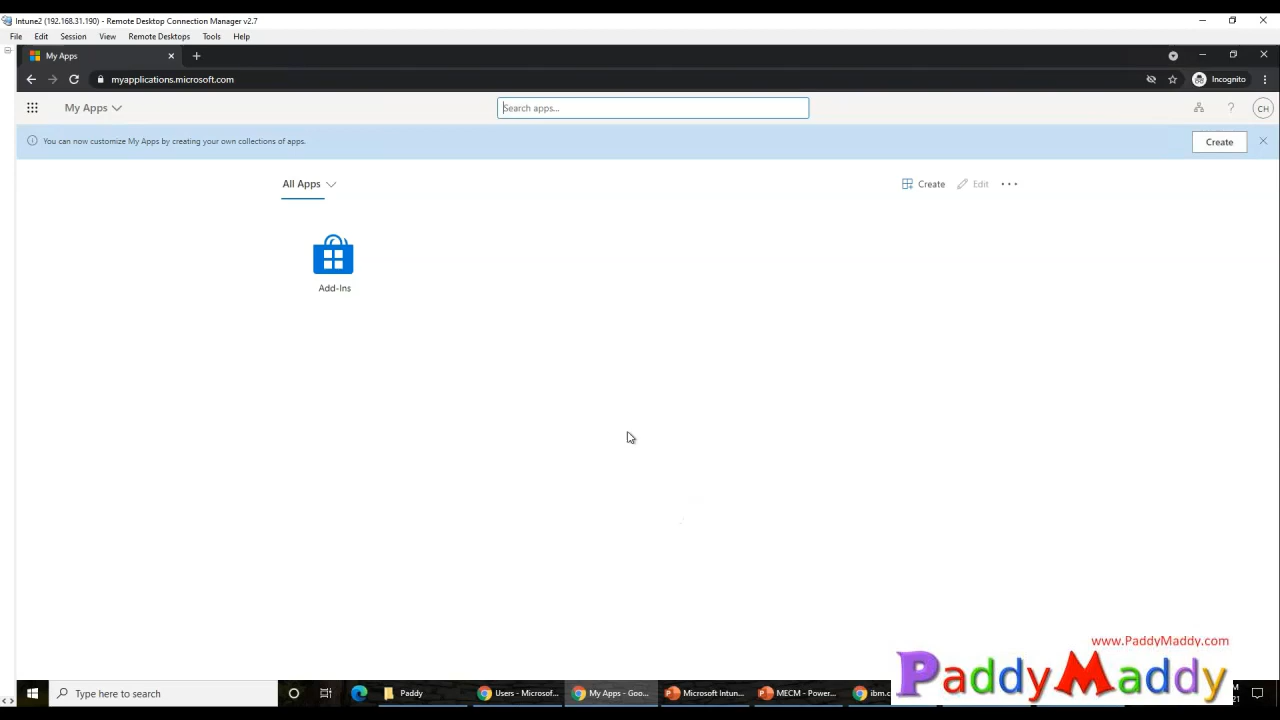 Intune2 (192.168.31.190) - Remote Desktop Connection Manager v2.7
File Edit Session View Remote Desktops Tools Help
My Apps
myapplications.microsoft.com
Incognito
My Apps
Search apps...
CH
You can now customize My Apps by creating your own collections of apps.
Create
All Apps
Create Edit
Add-Ins
www.PaddyMaddy.com
PaddyMaddy
Type here to search
Paddy
Users - Microsof...
My Apps - Goo...
Microsoft Intun...
MECM - Power...
ibm.c